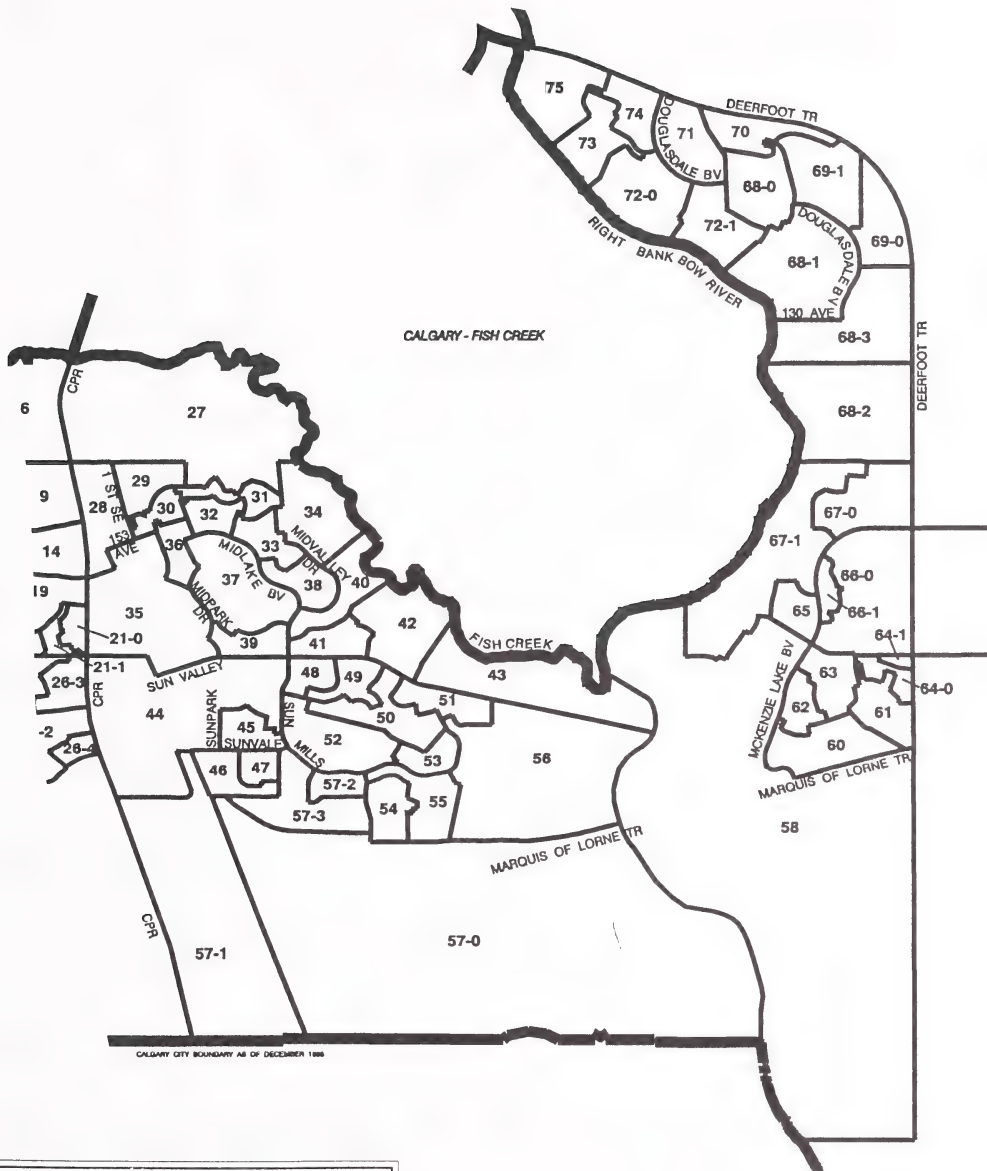 75
74
DOUGLASDALE BV
71
70
DEERFOOT TR
73
72-0
68-0
69-1
72-1
RIGHT BANK BOW RIVER
68-1
DOUGLASDALE BV
69-0
130 AVE
68-3
DEERFOOT TR
68-2
CALGARY - FISH CREEK
CPR
6
27
9
28
1 ST SE
29
30
31
32
34
153 AVE
14
36
33
MIDVALLEY DR
MIDLAKE BV
37
38
40
MIDPARK DR
19
35
21-0
21-1
39
41
42
FISH CREEK
43
67-0
67-1
66-0
66-1
65
64-1
64-0
26-3
CPR
SUN VALLEY
48
49
MCKENZIE LAKE BV
63
62
61
60
44
SUNPARK
45
SUNVALE
SUN
MILLS
50
51
52
53
56
-2
26-4
46
47
57-2
54
55
57-3
MARQUIS OF LORNE TR
58
MARQUIS OF LORNE TR
CPR
57-1
57-0
CALGARY CITY BOUNDARY AS OF DECEMBER